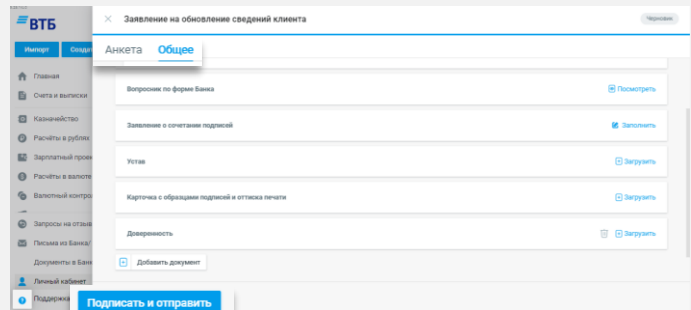 ВТБ
Заявление на обновление сведений клиента
Черновик
Импорт
Анкета Общее
Главная
Вопросник по форме Банка
Посмотреть
Счета и выписки
Казначейство
Заявление о сочетании подписей
Заполнить
Расчёты в рублях
Зарплатный проек
Устав
Загрузить
Расчёты в валюте
Валютный контро
Карточка с образцами подписей и оттиска печати
Загрузить
Запросы на отзыв
Доверенность
Загрузить
Письма из Банка/
Документы в Банк
Добавить документ
Личный кабинет
Поддержка
Подписать и отправить